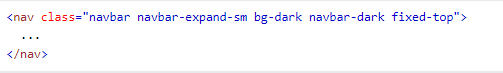 <nav class="navbar navbar-expand-sm bg-dark navbar-dark fixed-top">
  ...
</nav>